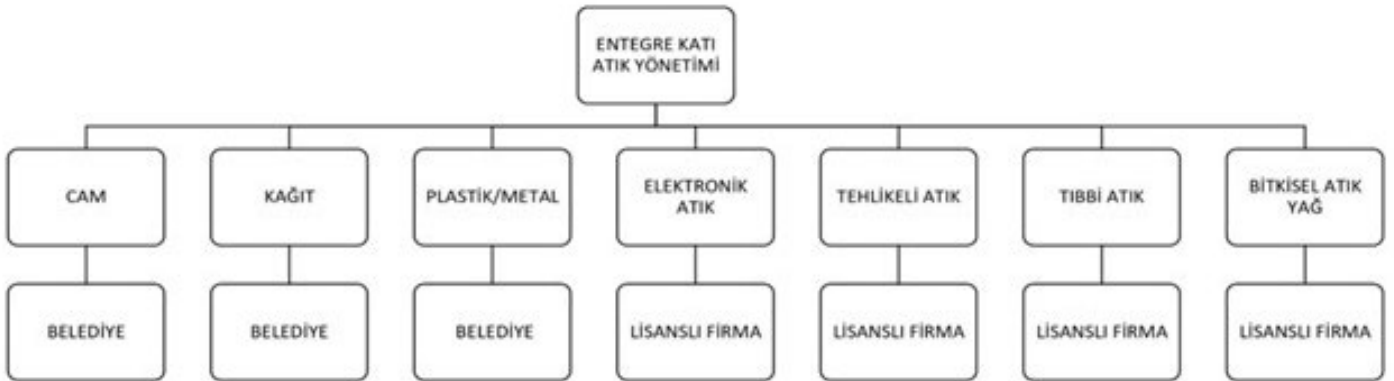 ENTEGRE KATI
ATIK YÖNETİMİ
CAM
KAĞIT
PLASTİK/METAL
ELEKTRONİK
ATIK
TEHLİKELİ ATIK
TIBBİ ATIK
BİTKİSEL ATIK
YAĞ
BELEDİYE
BELEDİYE
BELEDİYE
LİSANSLI FİRMA
LİSANSLI FİRMA
LİSANSLI FİRMA
LİSANSLI FİRMA